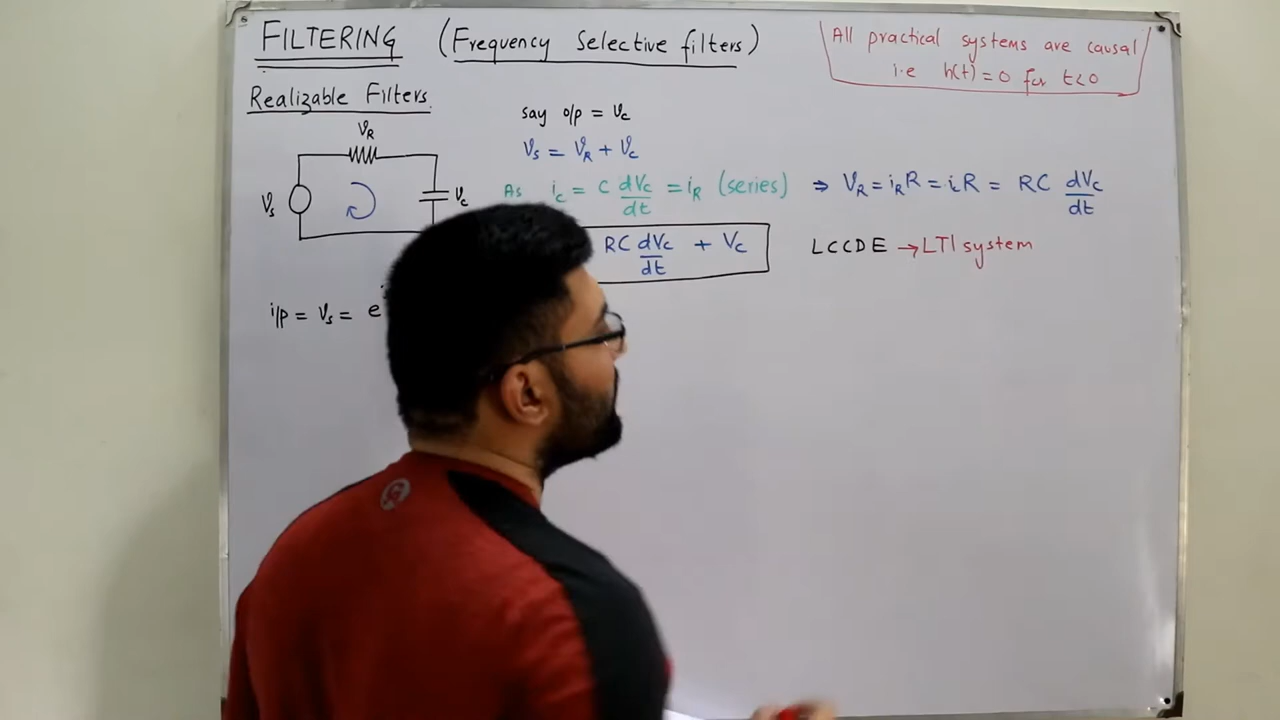 FILTERING (Frequency Selective filters)
All practical systems are causal
i.e h(t) = 0 for t<0
Realizable Filters
say o/p = Vc
VR
Vs = VR + Vc
Vs
Vc
As ic = C dVc/dt = iR (series) ⇒ VR = iR R = ic R = RC dVc/dt
RC dVc/dt + Vc
LCCDE → LTI system
i/p = Vs = e